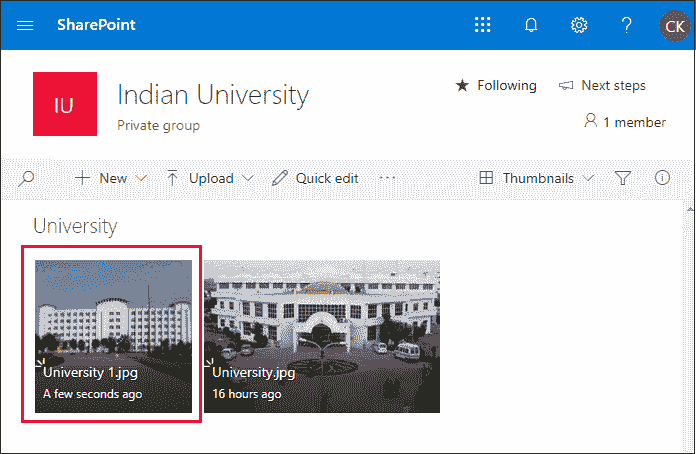 SharePoint
CK
IU
Indian University
Private group
Following
Next steps
1 member
New
Upload
Quick edit
Thumbnails
University
University 1.jpg
A few seconds ago
University.jpg
16 hours ago